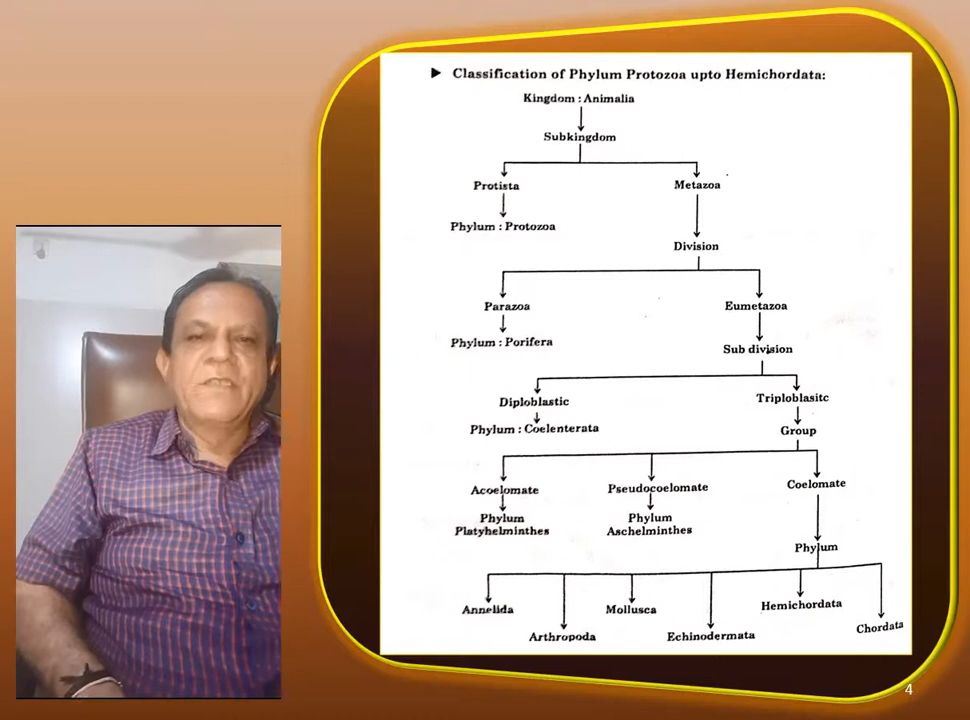 ► Classification of Phylum Protozoa upto Hemichordata:
Kingdom : Animalia
Subkingdom
Protista Metazoa
Phylum : Protozoa
Division
Parazoa Eumetazoa
Phylum : Porifera
Sub division
Diploblastic Triploblasitc
Phylum : Coelenterata Group
Acoelomate Pseudocoelomate Coelomate
Phylum Phylum
Platyhelminthes Aschelminthes
Phylum
Annelida Mollusca Hemichordata
Arthropoda Echinodermata Chordata
4